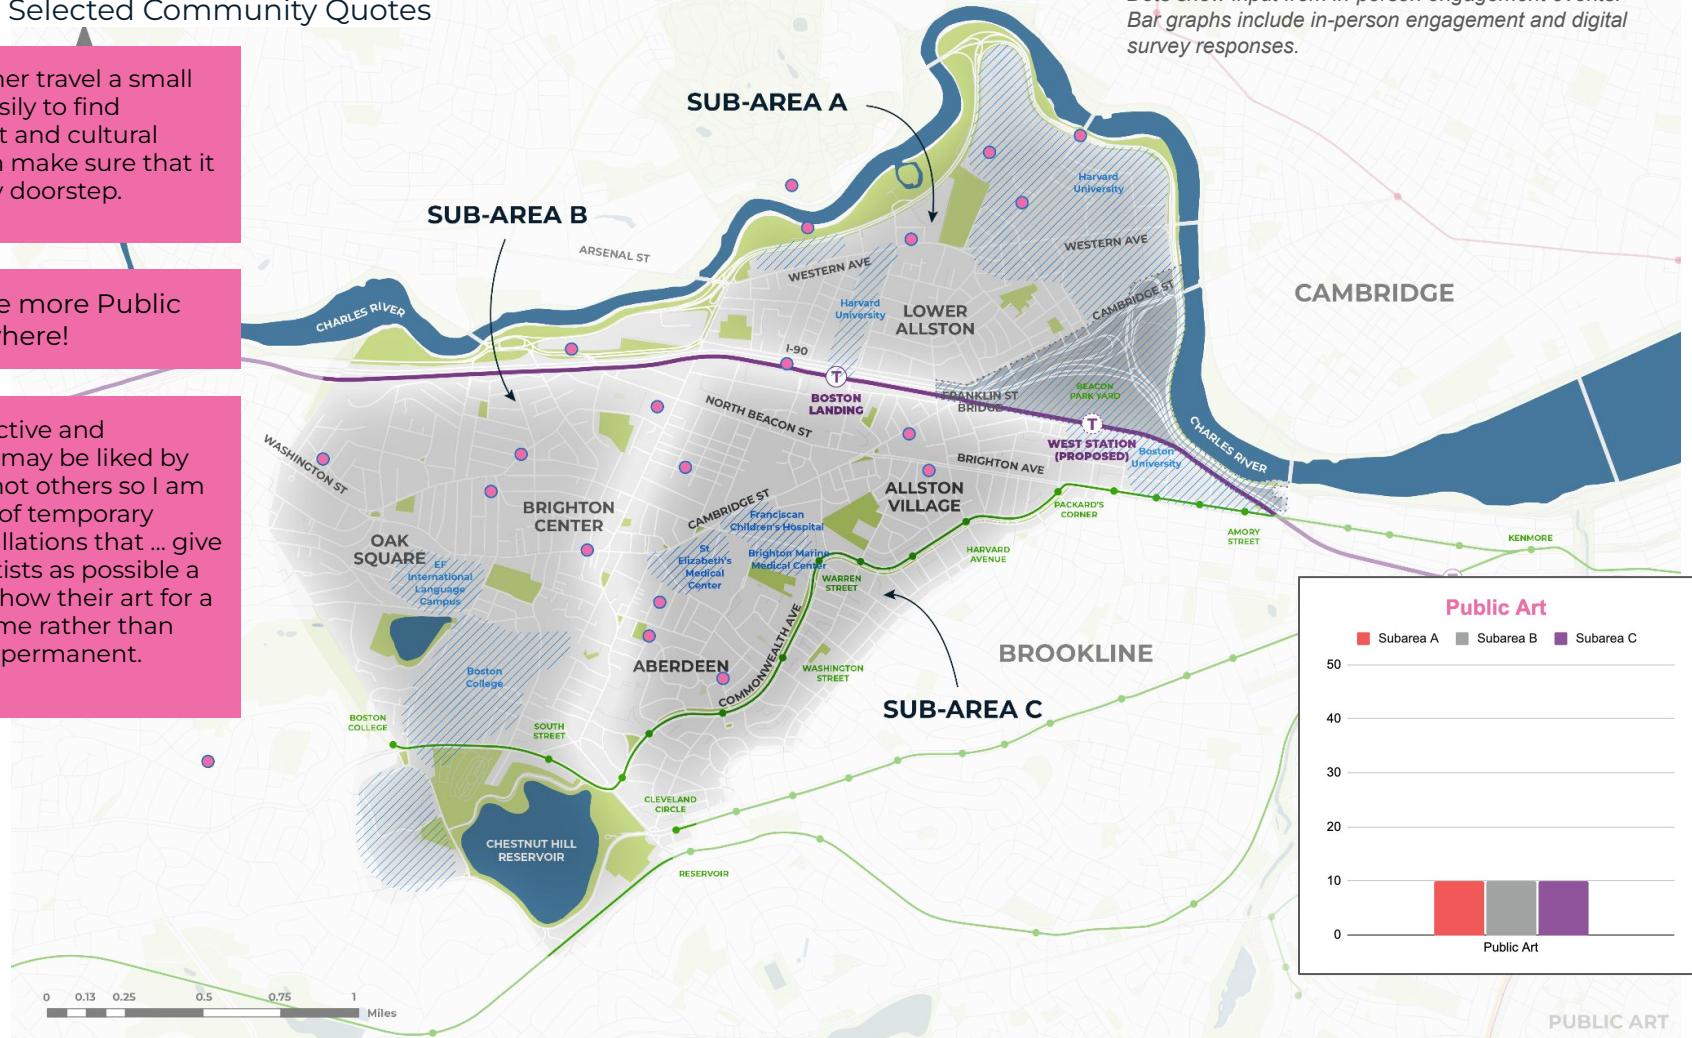 Selected Community Quotes
Dots show input from in-person engagement events.
Bar graphs include in-person engagement and digital
survey responses.
her travel a small
sily to find
t and cultural
make sure that it
doorstep.
e more Public
here!
ctive and
may be liked by
not others so I am
of temporary
llations that ... give
tists as possible a
how their art for a
me rather than
permanent.
SUB-AREA A
SUB-AREA B
ARSENAL ST
Harvard
University
WESTERN AVE
WESTERN AVE
CAMBRIDGE
CAMBRIDGE ST
Harvard
University
LOWER
ALLSTON
CHARLES RIVER
I-90
T
BOSTON
LANDING
FRANKLIN ST
BRIDGE
BEACON
PARK YARD
T
WEST STATION
(PROPOSED)
CHARLES RIVER
Boston
University
NORTH BEACON ST
WASHINGTON ST
BRIGHTON AVE
ALLSTON
VILLAGE
PACKARD'S
CORNER
BRIGHTON
CENTER
CAMBRIDGE ST
Franciscan
Children's Hospital
AMORY
STREET
KENMORE
OAK
SQUARE
EF
International
Language
Campus
St
Elizabeth's
Medical
Center
Brighton Marine
Medical Center
HARVARD
AVENUE
WARREN
STREET
COMMONWEALTH AVE
ABERDEEN
WASHINGTON
STREET
BROOKLINE
Boston
College
SUB-AREA C
BOSTON
COLLEGE
SOUTH
STREET
CLEVELAND
CIRCLE
CHESTNUT HILL
RESERVOIR
RESERVOIR
Public Art
Subarea A Subarea B Subarea C
50
40
30
20
10
0
Public Art
0 0.13 0.25 0.5 0.75 1
Miles
PUBLIC ART